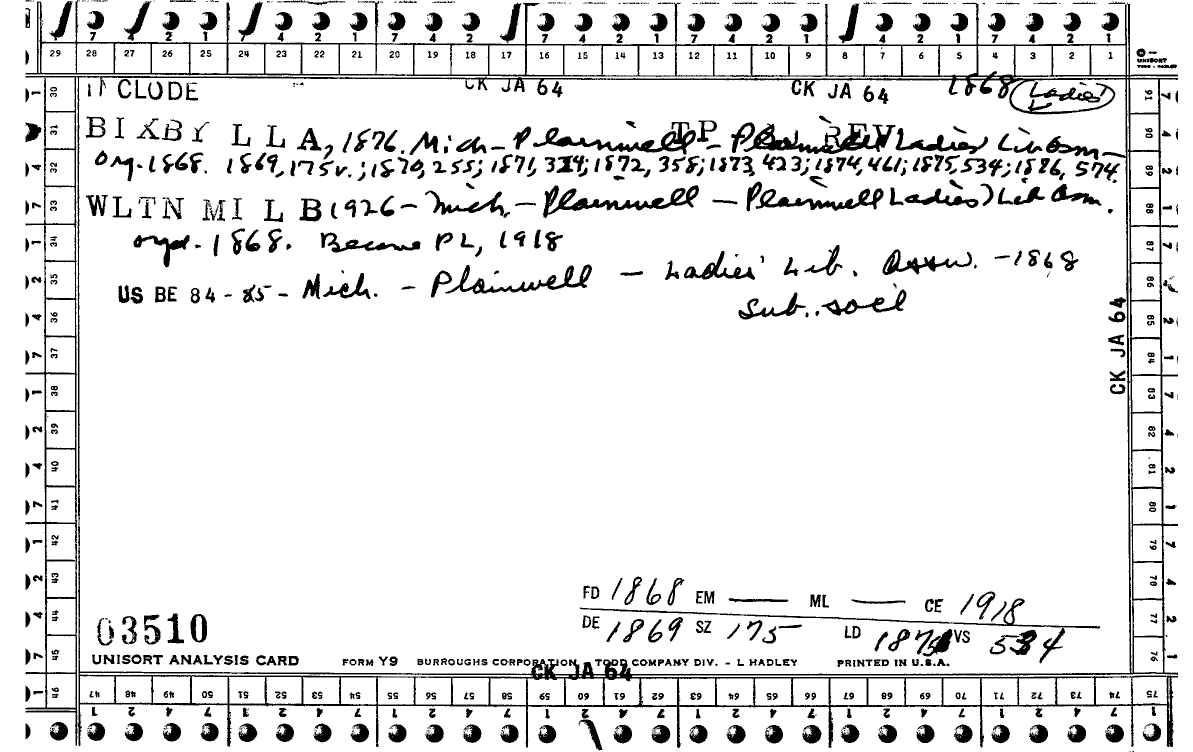 7 4 2 1 7 4 2 1 7 4 2 1 7 4 2 1 7 4 2 1 7 4 2 1
29 28 27 26 25 24 23 22 21 20 19 18 17 16 15 14 13 12 11 10 9 8 7 6 5 4 3 2 1
UNISORT
INCLUDE CK JA 64 CK JA 64 1868 (Ladies')
BIXBY L L A, 1876. Mich - Plainwell - Plainwell Ladies' Lib Assn -
TP REV
Org. 1868. 1869, 175v.; 1870, 255; 1871, 314; 1872, 358; 1873, 423; 1874, 461; 1875, 534; 1876, 574.
WLTN MI L B 1926 - Mich. - Plainwell - Plainwell Ladies' Lib Assn.
orgd. 1868. Became PL, 1918
US BE 84-85 - Mich. - Plainwell - Ladies' Lib. Assn. - 1868
Sub. socl
CK JA 64
FD 1868 EM — ML — CE 1918
DE 1869 SZ 175 LD 1875 VS 534
03510
UNISORT ANALYSIS CARD FORM Y9 BURROUGHS CORPORATION - TODD COMPANY DIV. - L HADLEY PRINTED IN U.S.A.
CK JA 64
30 31 32 33 34 35 36 37 38 39 40 41 42 43 44 45 46
47 48 49 50 51 52 53 54 55 56 57 58 59 60 61 62 63 64 65 66 67 68 69 70 71 72 73 74 75
91 90 89 88 87 86 85 84 83 82 81 80 79 78 77 76